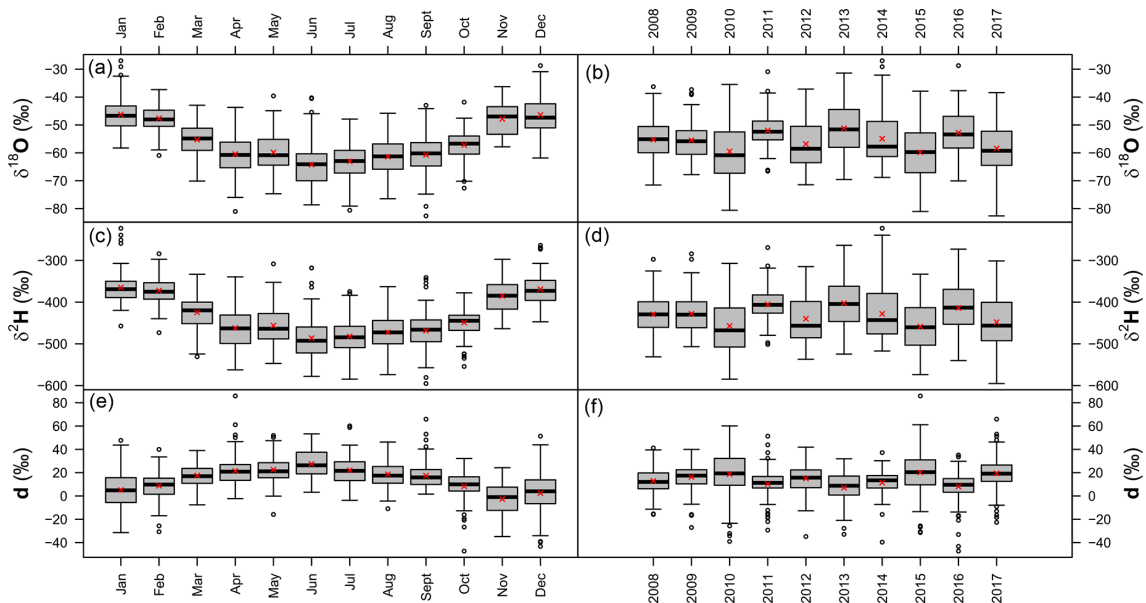 Jan Feb Mar Apr May Jun Jul Aug Sept Oct Nov Dec
2008 2009 2010 2011 2012 2013 2014 2015 2016 2017
(a)
−30
−40
−50
−60
−70
−80
δ18O (‰)
(b)
−30
−40
−50
−60
−70
−80
δ18O (‰)
(c)
−300
−400
−500
−600
δ2H (‰)
(d)
−300
−400
−500
−600
δ2H (‰)
(e)
80
60
40
20
0
−20
−40
d (‰)
(f)
80
60
40
20
0
−20
−40
d (‰)
Jan Feb Mar Apr May Jun Jul Aug Sept Oct Nov Dec
2008 2009 2010 2011 2012 2013 2014 2015 2016 2017